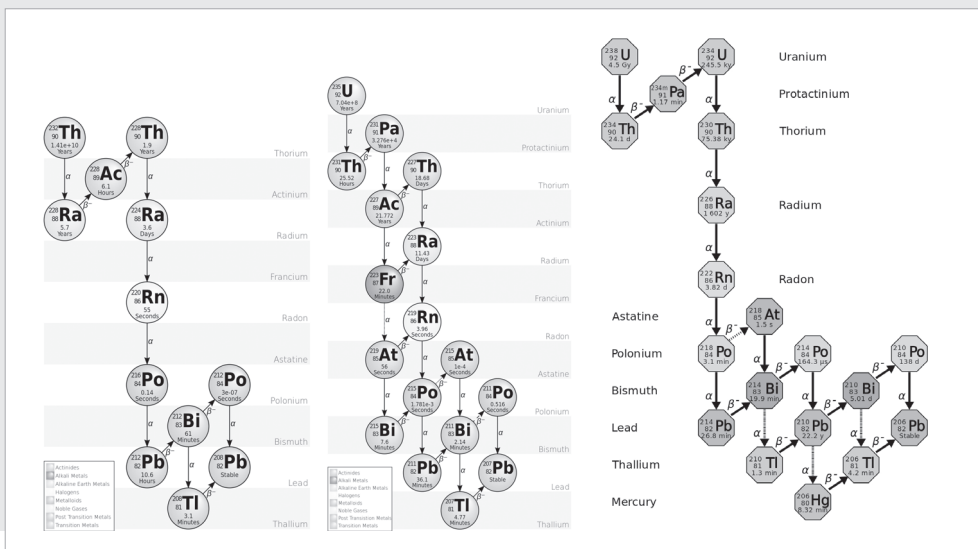 232
90 Th
1.41e+10
Years
228
90 Th
1.9
Years
Thorium
α
228
89 Ac
6.1
Hours
β⁻
α
β⁻
Actinium
228
88 Ra
5.7
Years
224
88 Ra
3.6
Days
Radium
α
Francium
220
86 Rn
55
Seconds
Radon
α
Astatine
216
84 Po
0.14
Seconds
212
84 Po
3e-07
Seconds
Polonium
α
212
83 Bi
61
Minutes
β⁻
α
β⁻
Bismuth
212
82 Pb
10.6
Hours
208
82 Pb
Stable
α
β⁻
Lead
208
81 Tl
3.1
Minutes
Thallium
Actinides
Alkali Metals
Alkaline Earth Metals
Halogens
Metalloids
Noble Gases
Post Transition Metals
Transition Metals
235
92 U
7.04e+8
Years
Uranium
α
231
91 Pa
3.276e+4
Years
β⁻
Protactinium
231
90 Th
25.52
Hours
α
227
90 Th
18.68
Days
β⁻
Thorium
227
89 Ac
21.772
Years
α
Actinium
α
223
88 Ra
11.43
Days
β⁻
Radium
223
87 Fr
22.0
Minutes
α
Francium
α
219
86 Rn
3.96
Seconds
Radon
219
85 At
56
Seconds
α
215
85 At
1e-4
Seconds
β⁻
Astatine
α
215
84 Po
1.781e-3
Seconds
α
211
84 Po
0.516
Seconds
β⁻
Polonium
215
83 Bi
7.6
Minutes
α
211
83 Bi
2.14
Minutes
β⁻
α
Bismuth
211
82 Pb
36.1
Minutes
α
207
82 Pb
Stable
β⁻
Lead
207
81 Tl
4.77
Minutes
Thallium
Actinides
Alkali Metals
Alkaline Earth Metals
Halogens
Metalloids
Noble Gases
Post Transition Metals
Transition Metals
238
92 U
4.5 Gy
234
92 U
245.5 ky
Uranium
α
β⁻
234m
91 Pa
1.17 min
β⁻
α
Protactinium
234
90 Th
24.1 d
230
90 Th
75.38 ky
Thorium
α
226
88 Ra
1 602 y
Radium
α
222
86 Rn
3.82 d
Radon
α
Astatine
β⁻
218
85 At
1.5 s
Polonium
218
84 Po
3.1 min
α
214
84 Po
164.3 µs
β⁻
210
84 Po
138 d
β⁻
Bismuth
α
214
83 Bi
19.9 min
β⁻
α
210
83 Bi
5.01 d
β⁻
α
Lead
214
82 Pb
26.8 min
α
210
82 Pb
22.2 y
β⁻
α
206
82 Pb
Stable
β⁻
Thallium
210
81 Tl
1.3 min
α
206
81 Tl
4.2 min
β⁻
Mercury
206
80 Hg
8.32 min